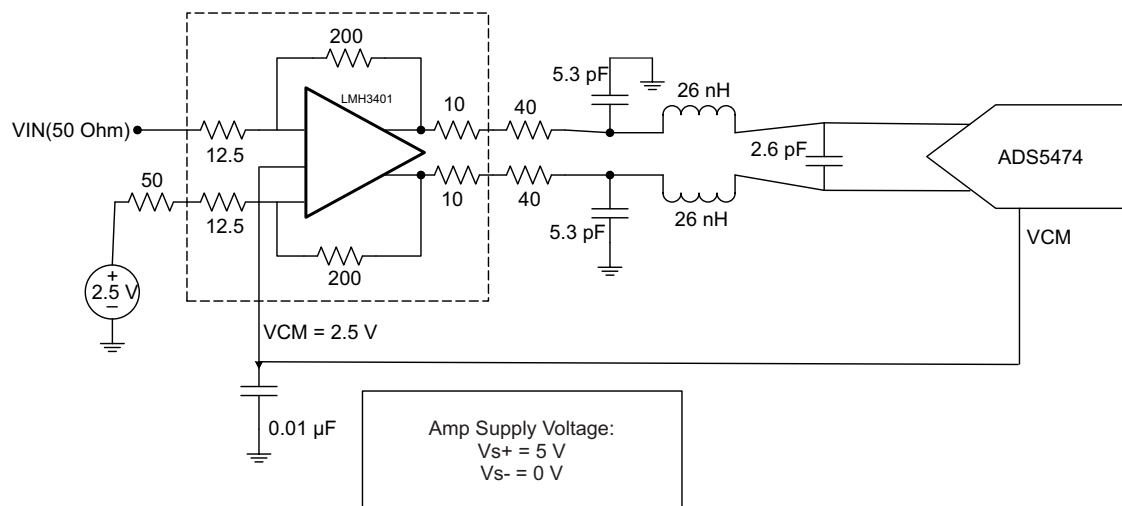 200
LMH3401
VIN(50 Ohm)
12.5
10
40
5.3 pF
26 nH
2.6 pF
ADS5474
50
12.5
10
40
200
5.3 pF
26 nH
VCM
+
2.5 V
–
VCM = 2.5 V
0.01 µF
Amp Supply Voltage:
Vs+ = 5 V
Vs- = 0 V